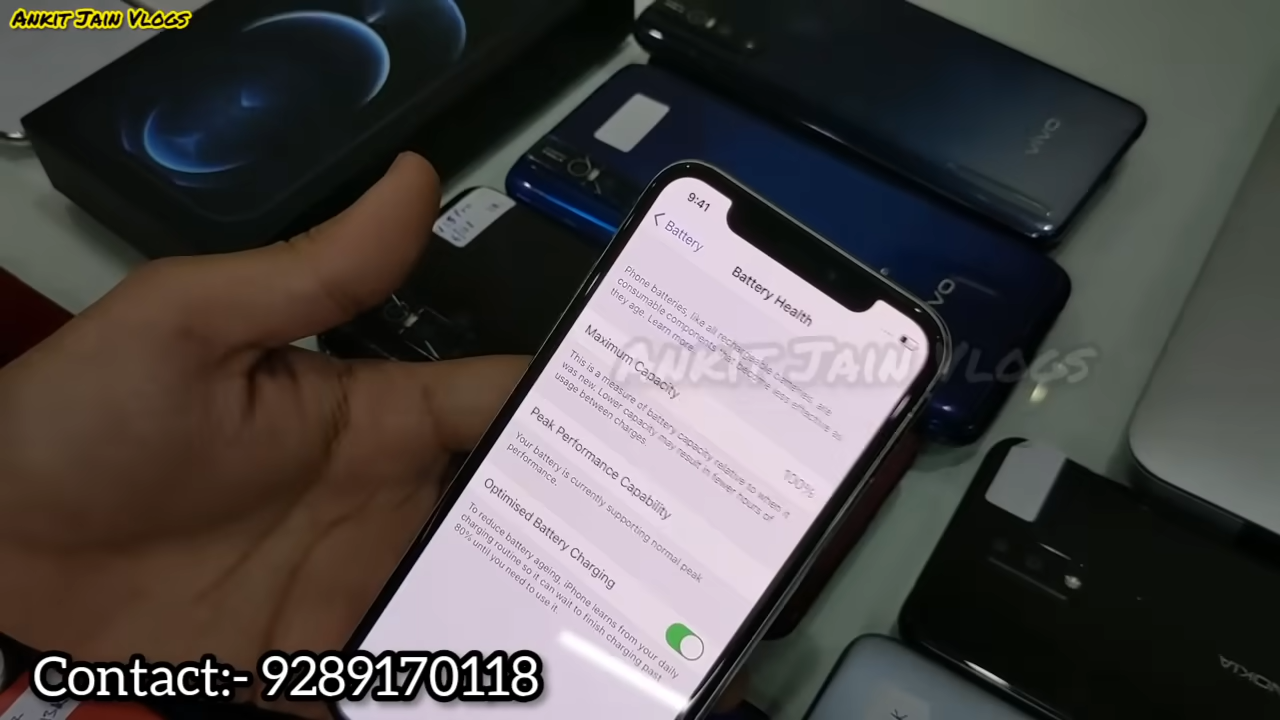 Ankit Jain Vlogs
vivo
9:41
Battery
Battery Health
vivo
Phone batteries, like all rechargeable batteries, are
consumable components that become less effective as
they age. Learn more.
Ankit Jain Vlogs
Maximum Capacity
100%
This is a measure of battery capacity relative to when it
was new. Lower capacity may result in fewer hours of
usage between charges.
Peak Performance Capability
Your battery is currently supporting normal peak
performance.
Optimised Battery Charging
To reduce battery ageing, iPhone learns from your daily
charging routine so it can wait to finish charging past
80% until you need to use it.
NOKIA
Contact:- 9289170118